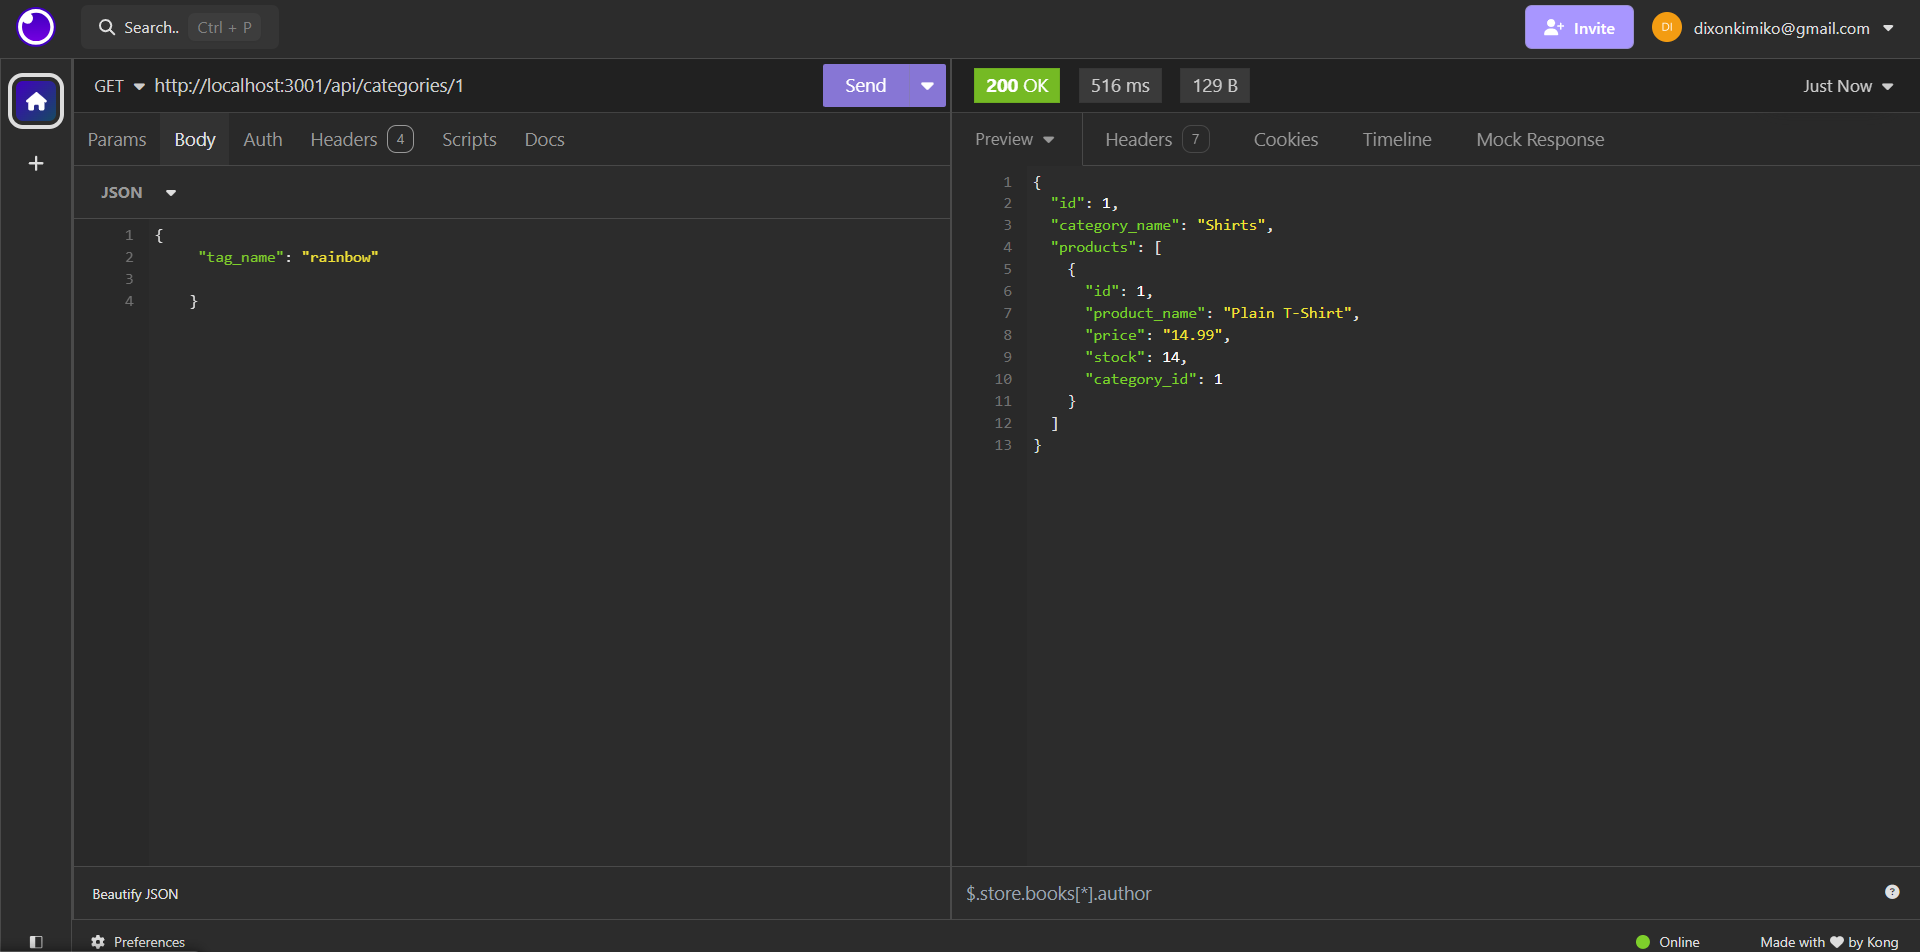 Search.. Ctrl + P
Invite
DI dixonkimiko@gmail.com
GET http://localhost:3001/api/categories/1
Send
200 OK 516 ms 129 B
Just Now
Params Body Auth Headers 4 Scripts Docs
Preview Headers 7 Cookies Timeline Mock Response
JSON
1 {
2 "tag_name": "rainbow"
3
4 }
1 {
2 "id": 1,
3 "category_name": "Shirts",
4 "products": [
5 {
6 "id": 1,
7 "product_name": "Plain T-Shirt",
8 "price": "14.99",
9 "stock": 14,
10 "category_id": 1
11 }
12 ]
13 }
Beautify JSON
$.store.books[*].author
?
Preferences
Online
Made with ♥ by Kong